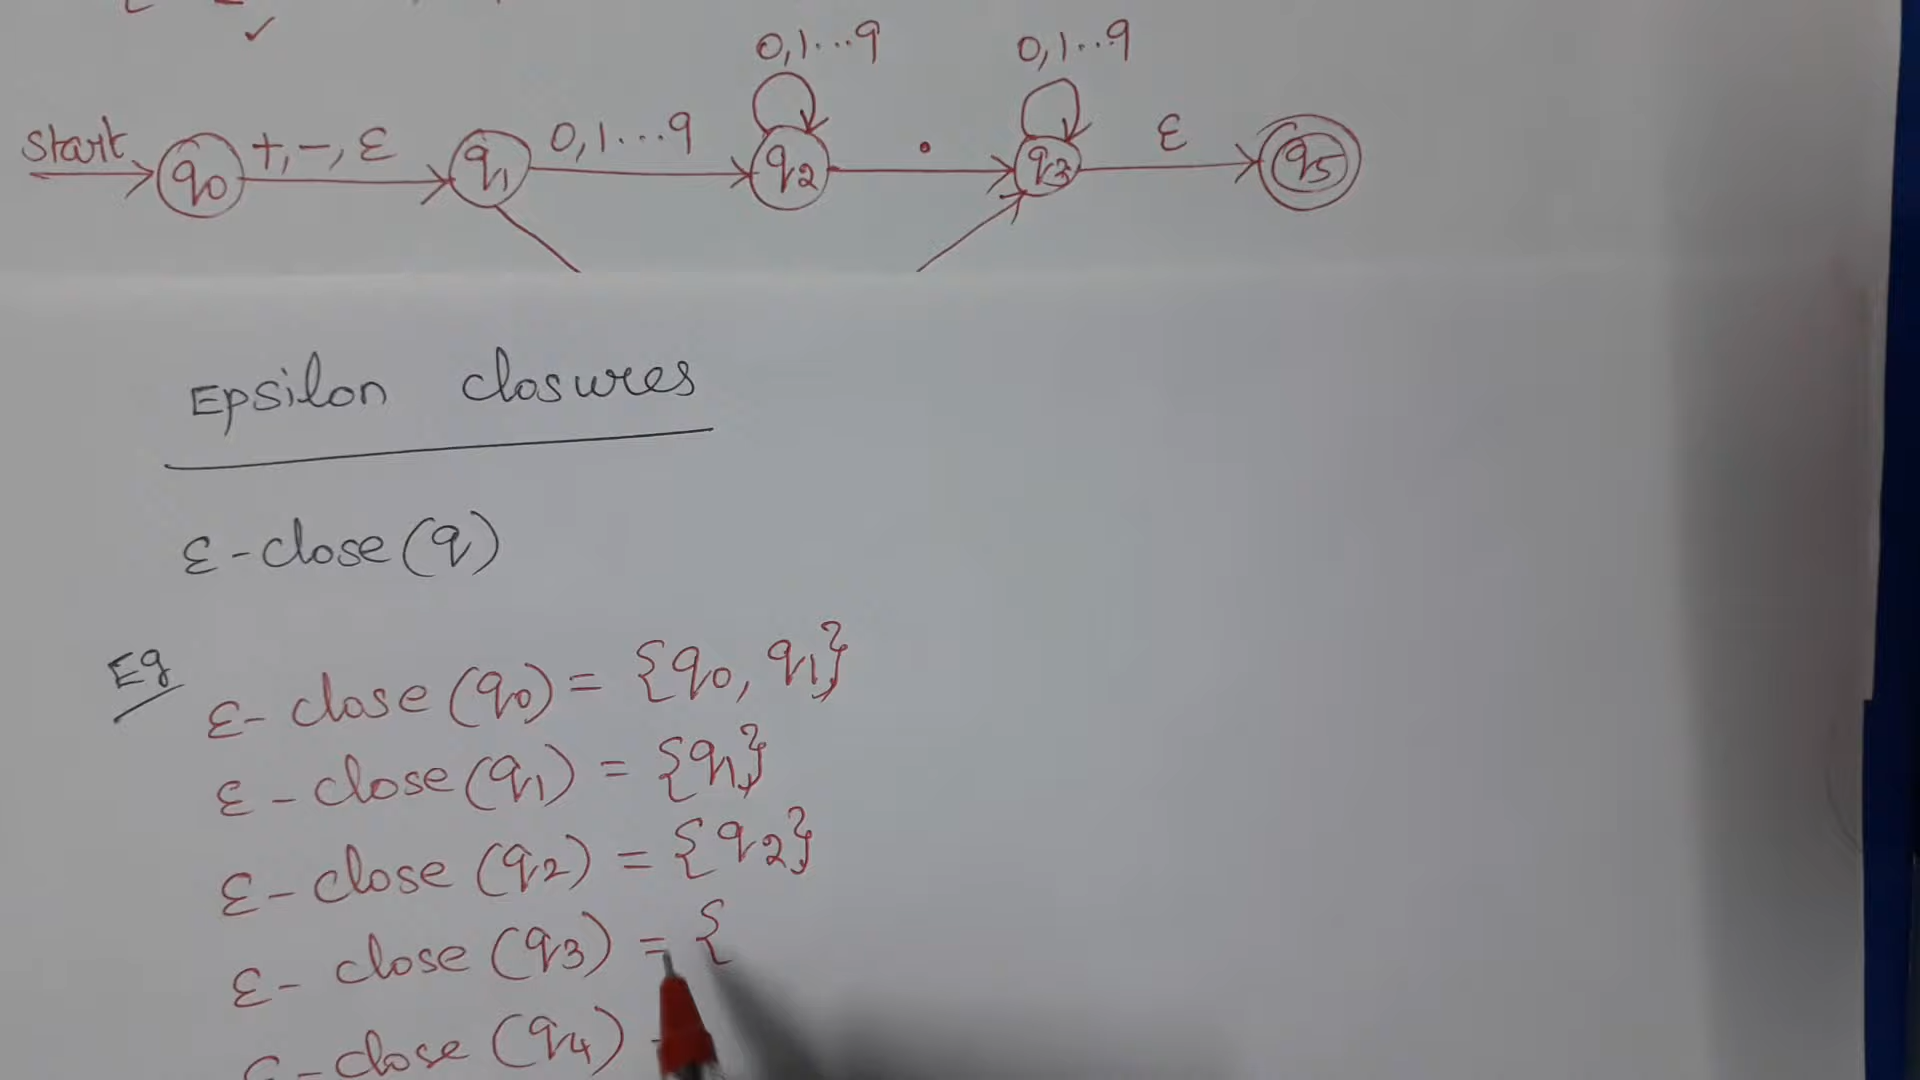 0,1...9 0,1...9
start q0 +,-,ε q1 0,1...9 q2 . q3 ε q5
Epsilon closures
ε-close(q)
Eg
ε-close(q0) = {q0, q1}
ε-close(q1) = {q1}
ε-close(q2) = {q2}
ε-close(q3) = {
ε-close(q4)